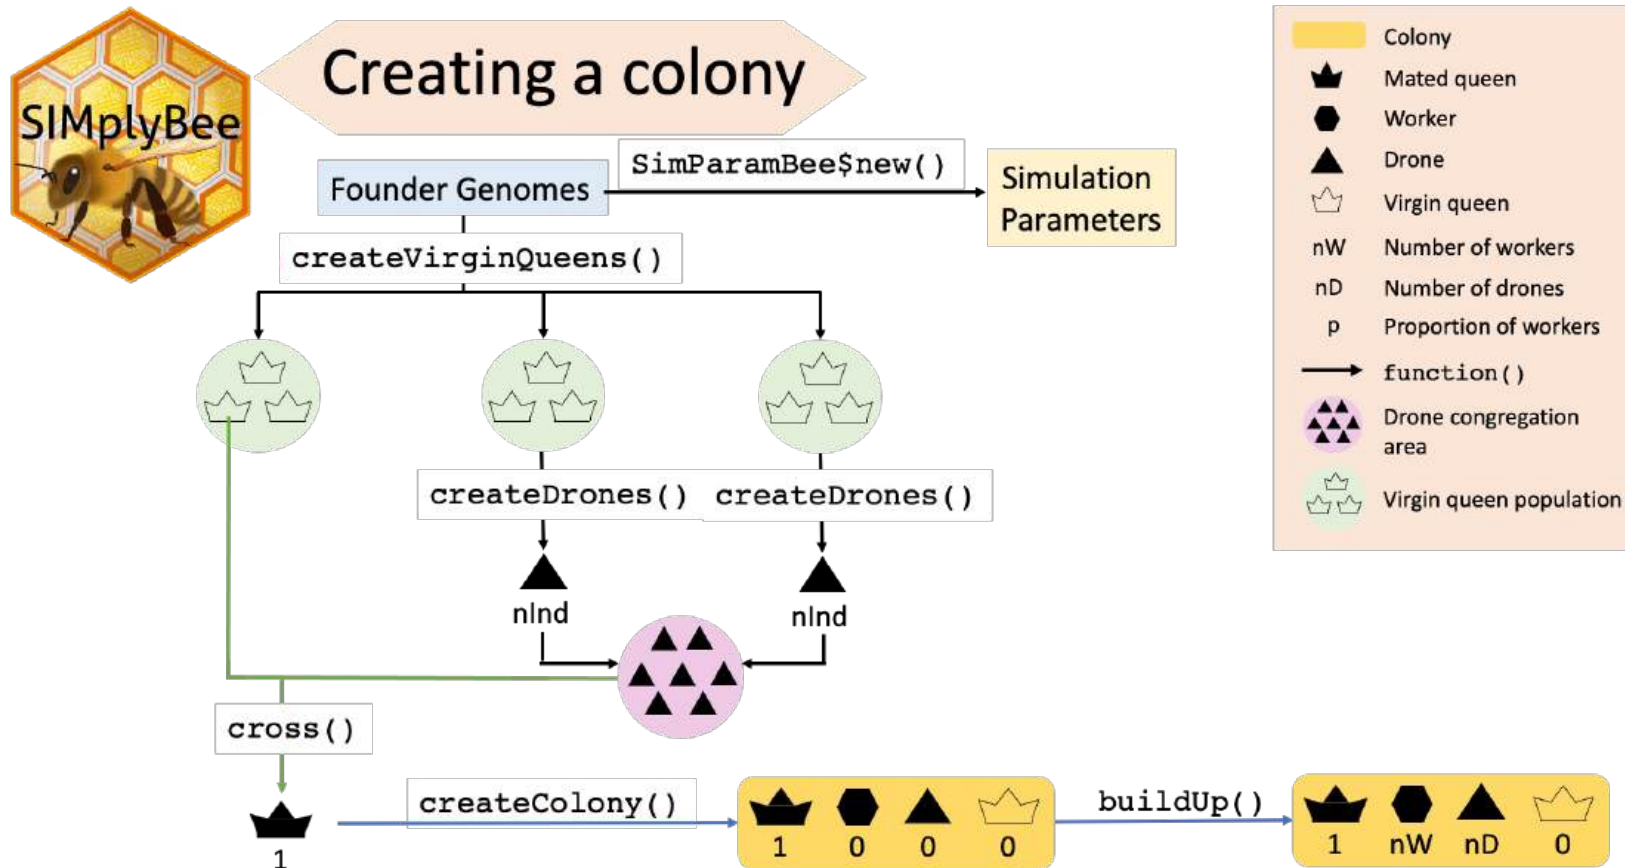 SIMplyBee
Creating a colony
Founder Genomes
SimParamBee$new()
Simulation
Parameters
createVirginQueens()
createDrones()
createDrones()
nInd
nInd
cross()
1
createColony()
1 0 0 0
buildUp()
1 nW nD 0
Colony
Mated queen
Worker
Drone
Virgin queen
nW Number of workers
nD Number of drones
p Proportion of workers
function()
Drone congregation
area
Virgin queen population